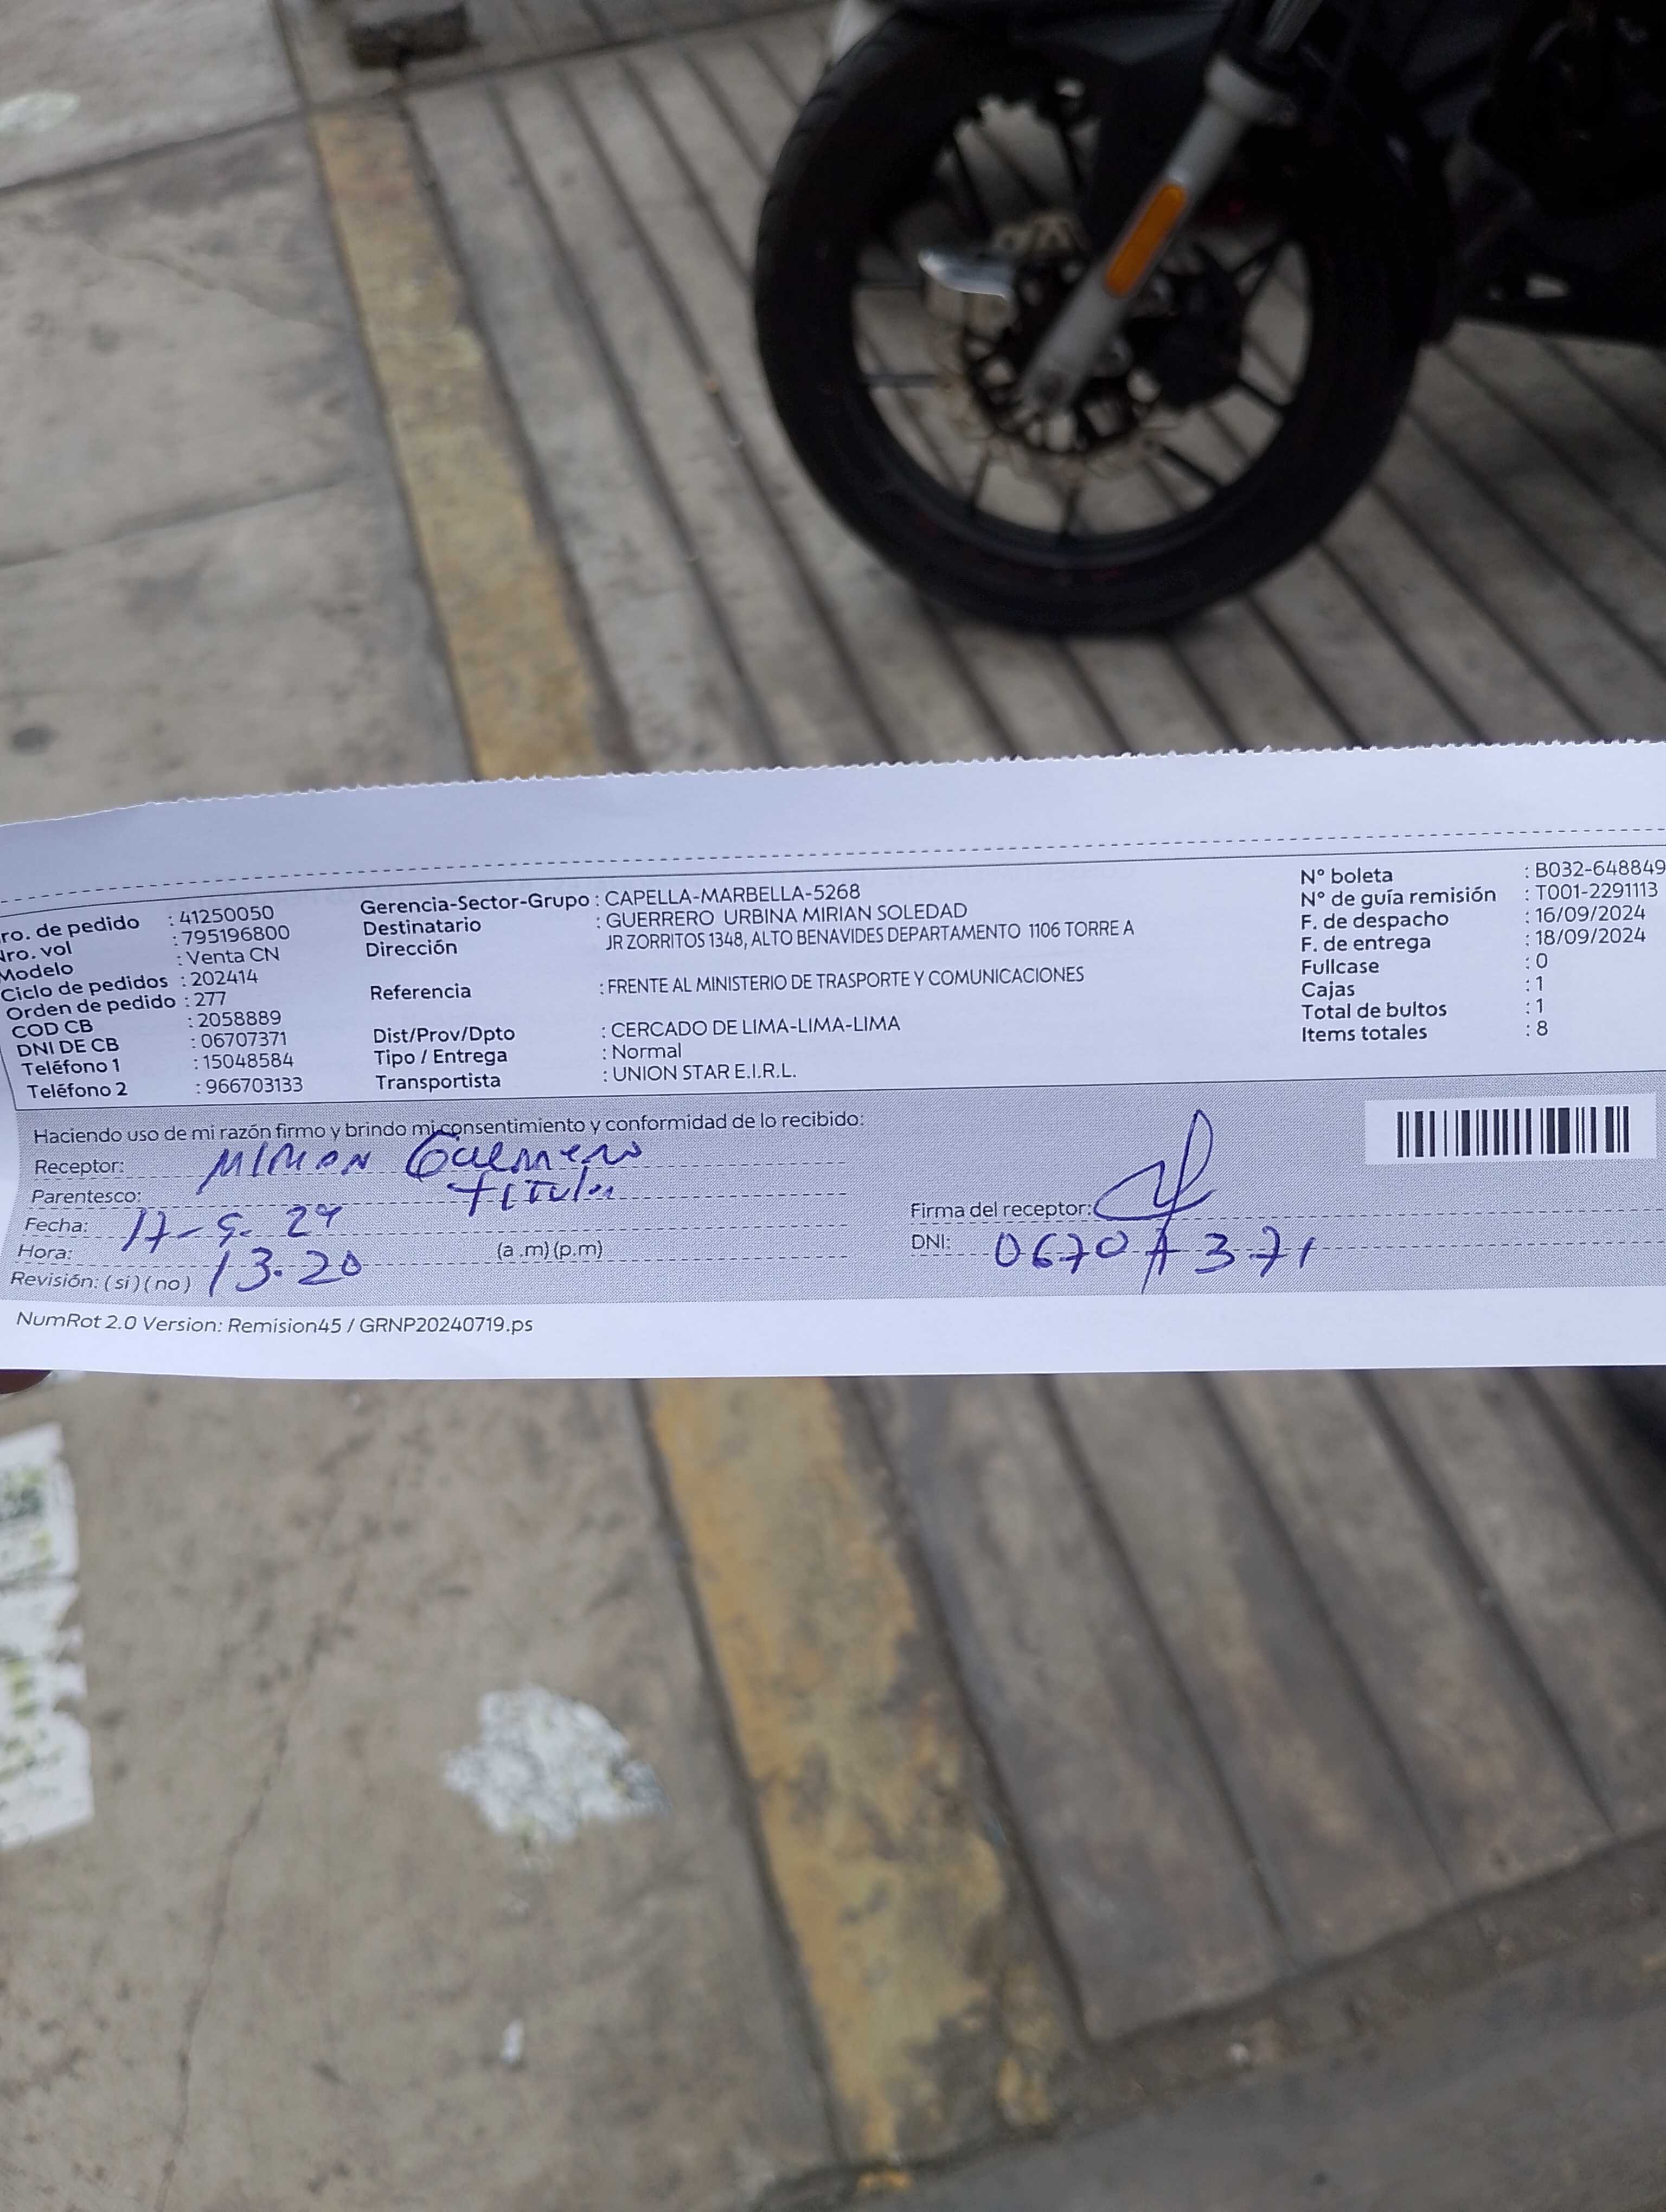 ro. de pedido : 41250050
Nro. vol : 795196800
Modelo : Venta CN
Ciclo de pedidos : 202414
Orden de pedido : 277
COD CB : 2058889
DNI DE CB : 06707371
Teléfono 1 : 15048584
Teléfono 2 : 966703133
Gerencia-Sector-Grupo : CAPELLA-MARBELLA-5268
Destinatario : GUERRERO URBINA MIRIAN SOLEDAD
Dirección JR ZORRITOS 1348, ALTO BENAVIDES DEPARTAMENTO 1106 TORRE A
Referencia : FRENTE AL MINISTERIO DE TRASPORTE Y COMUNICACIONES
Dist/Prov/Dpto : CERCADO DE LIMA-LIMA-LIMA
Tipo / Entrega : Normal
Transportista : UNION STAR E.I.R.L.
N° boleta : B032-648849
N° de guía remisión : T001-2291113
F. de despacho : 16/09/2024
F. de entrega : 18/09/2024
Fullcase : 0
Cajas : 1
Total de bultos : 1
Items totales : 8
Haciendo uso de mi razón firmo y brindo mi consentimiento y conformidad de lo recibido:
Receptor: Mirian Guerrero
Parentesco: Titular
Fecha: 17-9-24
Hora: 13.20 (a .m) (p.m)
Revisión: ( si ) ( no )
Firma del receptor:
DNI: 06707371
NumRot 2.0 Version: Remision45 / GRNP20240719.ps